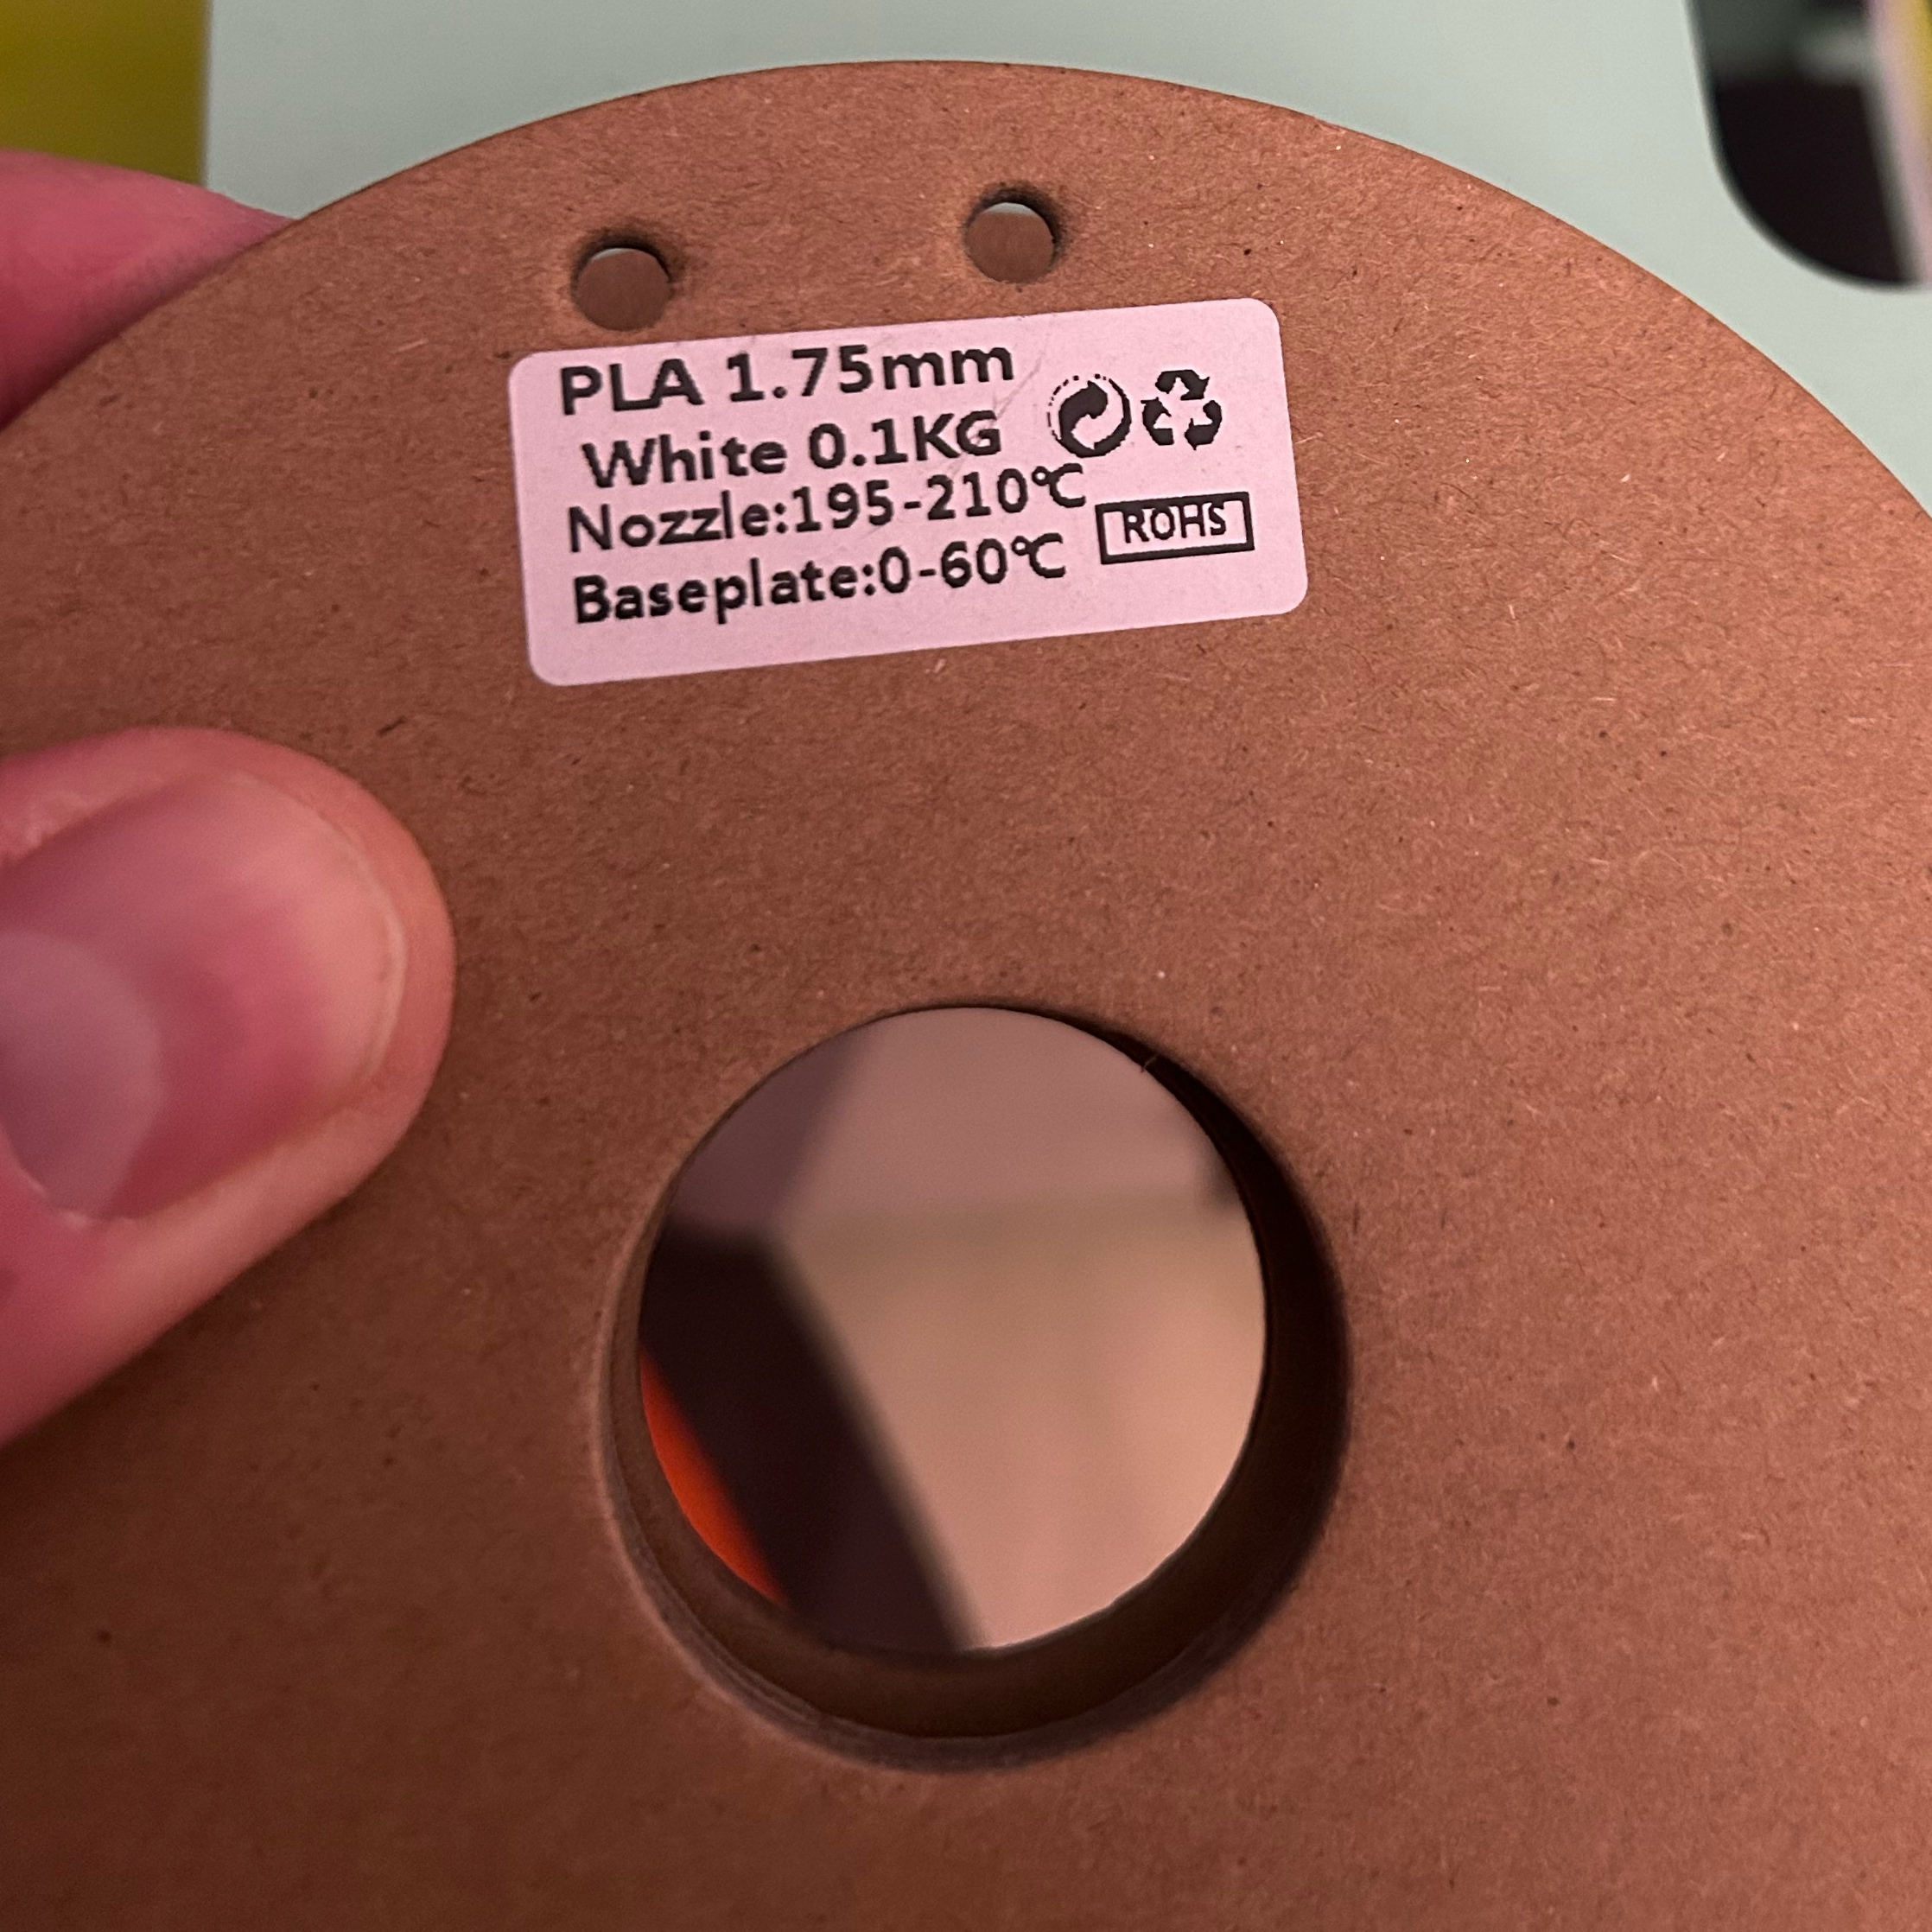 PLA 1.75mm
White 0.1KG
Nozzle:195-210℃
Baseplate:0-60℃
ROHS